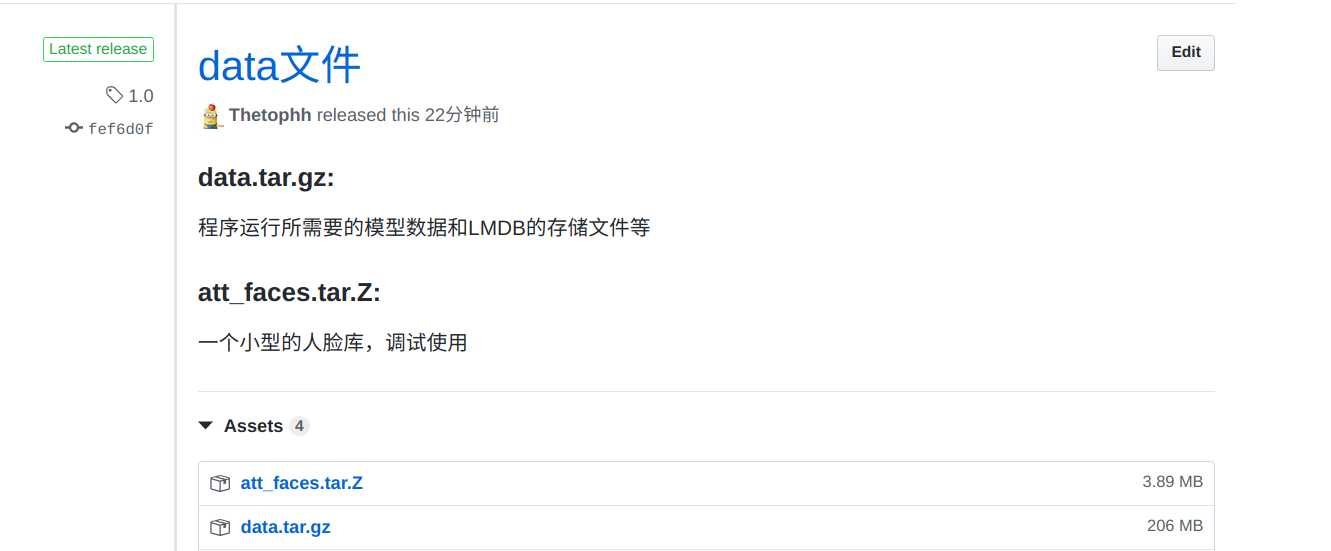 Latest release
1.0
fef6d0f
data文件
Edit
Thetophh released this 22分钟前
data.tar.gz:
程序运行所需要的模型数据和LMDB的存储文件等
att_faces.tar.Z:
一个小型的人脸库，调试使用
Assets 4
att_faces.tar.Z 3.89 MB
data.tar.gz 206 MB